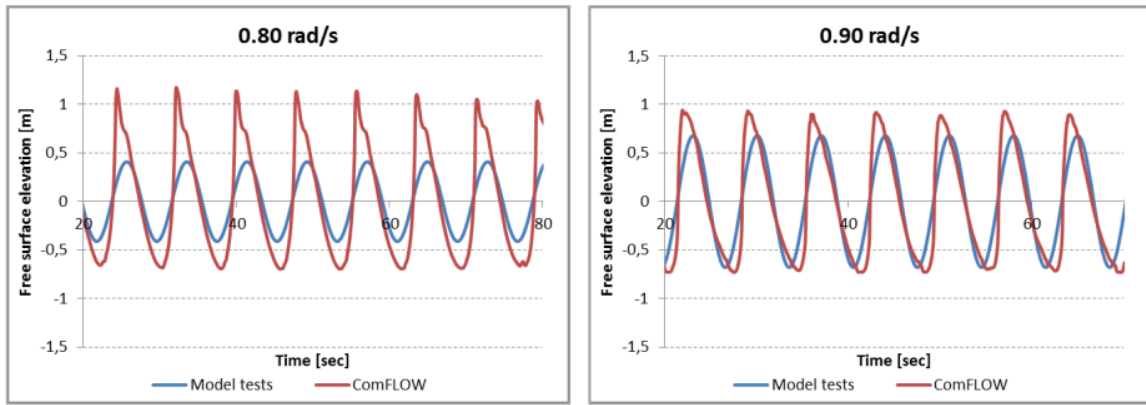 0.80 rad/s
1,5
1
0,5
0
-0,5
-1
-1,5
20
40
60
80
Free surface elevation [m]
Time [sec]
Model tests
ComFLOW
0.90 rad/s
1,5
1
0,5
0
-0,5
-1
-1,5
20
40
60
Free surface elevation [m]
Time [sec]
Model tests
ComFLOW